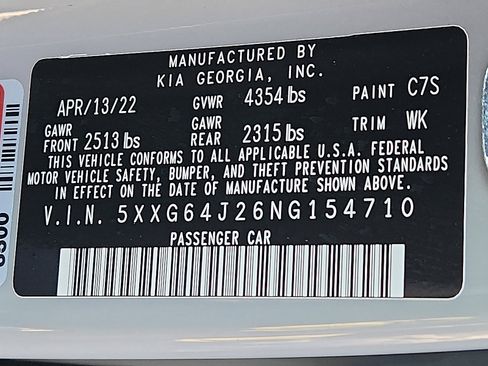 MANUFACTURED BY
KIA GEORGIA, INC.
APR/13/22 GVWR 4354 lbs PAINT C7S
GAWR GAWR
FRONT 2513 lbs REAR 2315 lbs TRIM WK
THIS VEHICLE CONFORMS TO ALL APPLICABLE U.S.A. FEDERAL
MOTOR VEHICLE SAFETY, BUMPER, AND THEFT PREVENTION STANDARDS
IN EFFECT ON THE DATE OF MANUFACTURE SHOWN ABOVE.
V.I.N. 5XXG64J26NG154710
PASSENGER CAR